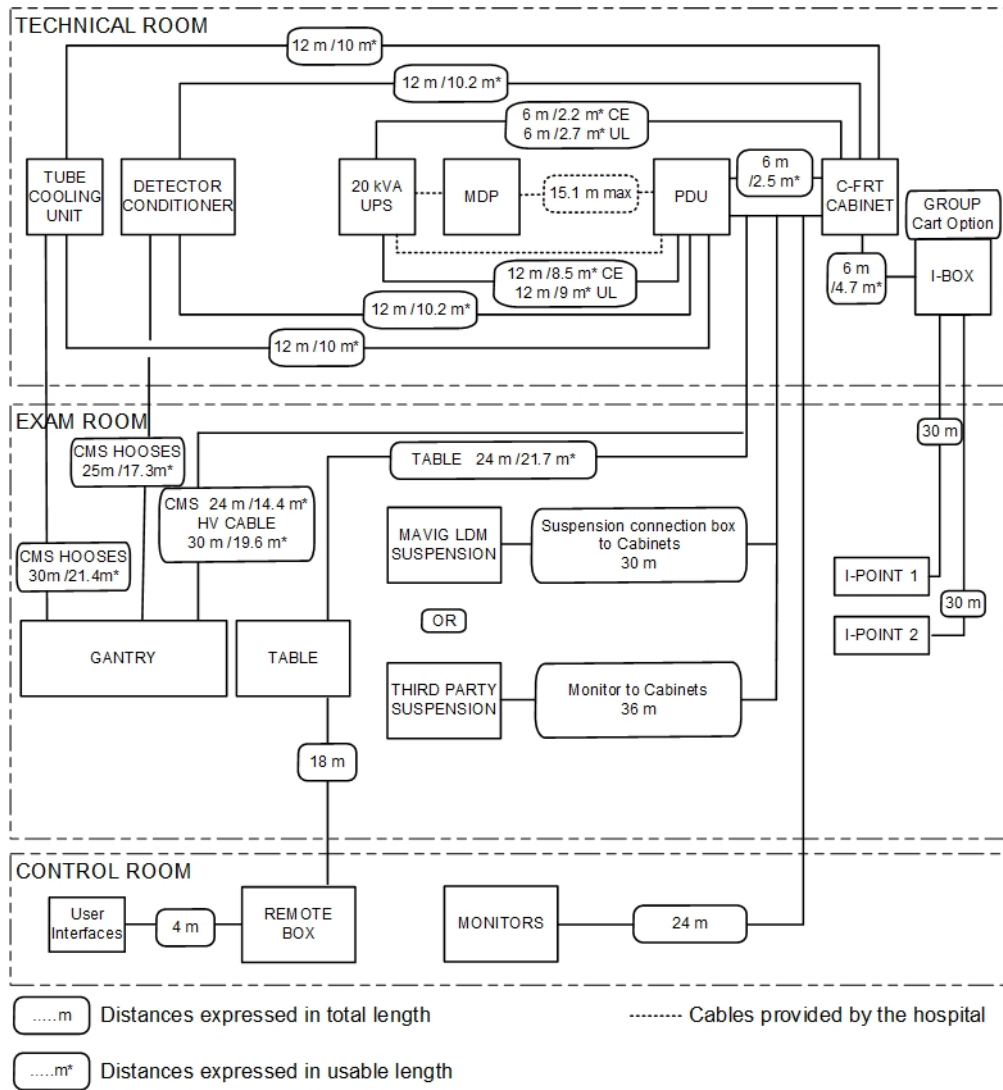 TECHNICAL ROOM
12 m /10 m*
12 m /10.2 m*
6 m /2.2 m* CE
6 m /2.7 m* UL
TUBE
COOLING
UNIT
DETECTOR
CONDITIONER
20 kVA
UPS
MDP
15.1 m max
PDU
6 m
/2.5 m*
C-FRT
CABINET
GROUP
Cart Option
I-BOX
6 m
/4.7 m*
12 m /8.5 m* CE
12 m /9 m* UL
12 m /10.2 m*
12 m /10 m*
EXAM ROOM
30 m
CMS HOOSES
25m /17.3m*
TABLE 24 m /21.7 m*
CMS 24 m /14.4 m*
HV CABLE
30 m /19.6 m*
MAVIG LDM
SUSPENSION
Suspension connection box
to Cabinets
30 m
CMS HOOSES
30m /21.4m*
I-POINT 1
30 m
I-POINT 2
OR
GANTRY
TABLE
THIRD PARTY
SUSPENSION
Monitor to Cabinets
36 m
18 m
CONTROL ROOM
User
Interfaces
4 m
REMOTE
BOX
MONITORS
24 m
.....m Distances expressed in total length
Cables provided by the hospital
.....m* Distances expressed in usable length